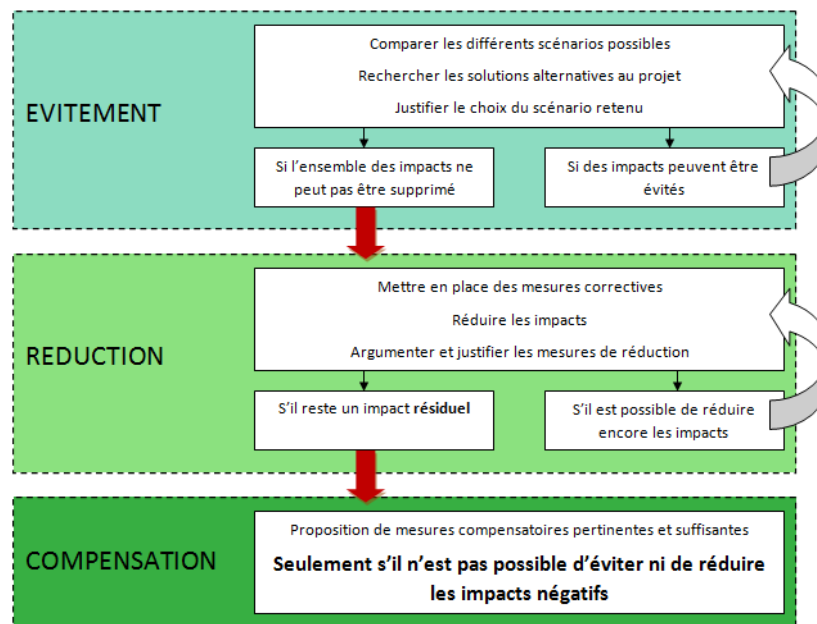 EVITEMENT
Comparer les différents scénarios possibles
Rechercher les solutions alternatives au projet
Justifier le choix du scénario retenu
Si l'ensemble des impacts ne
peut pas être supprimé
Si des impacts peuvent être
évités
REDUCTION
Mettre en place des mesures correctives
Réduire les impacts
Argumenter et justifier les mesures de réduction
S'il reste un impact résiduel
S'il est possible de réduire
encore les impacts
COMPENSATION
Proposition de mesures compensatoires pertinentes et suffisantes
Seulement s'il n'est pas possible d'éviter ni de réduire
les impacts négatifs